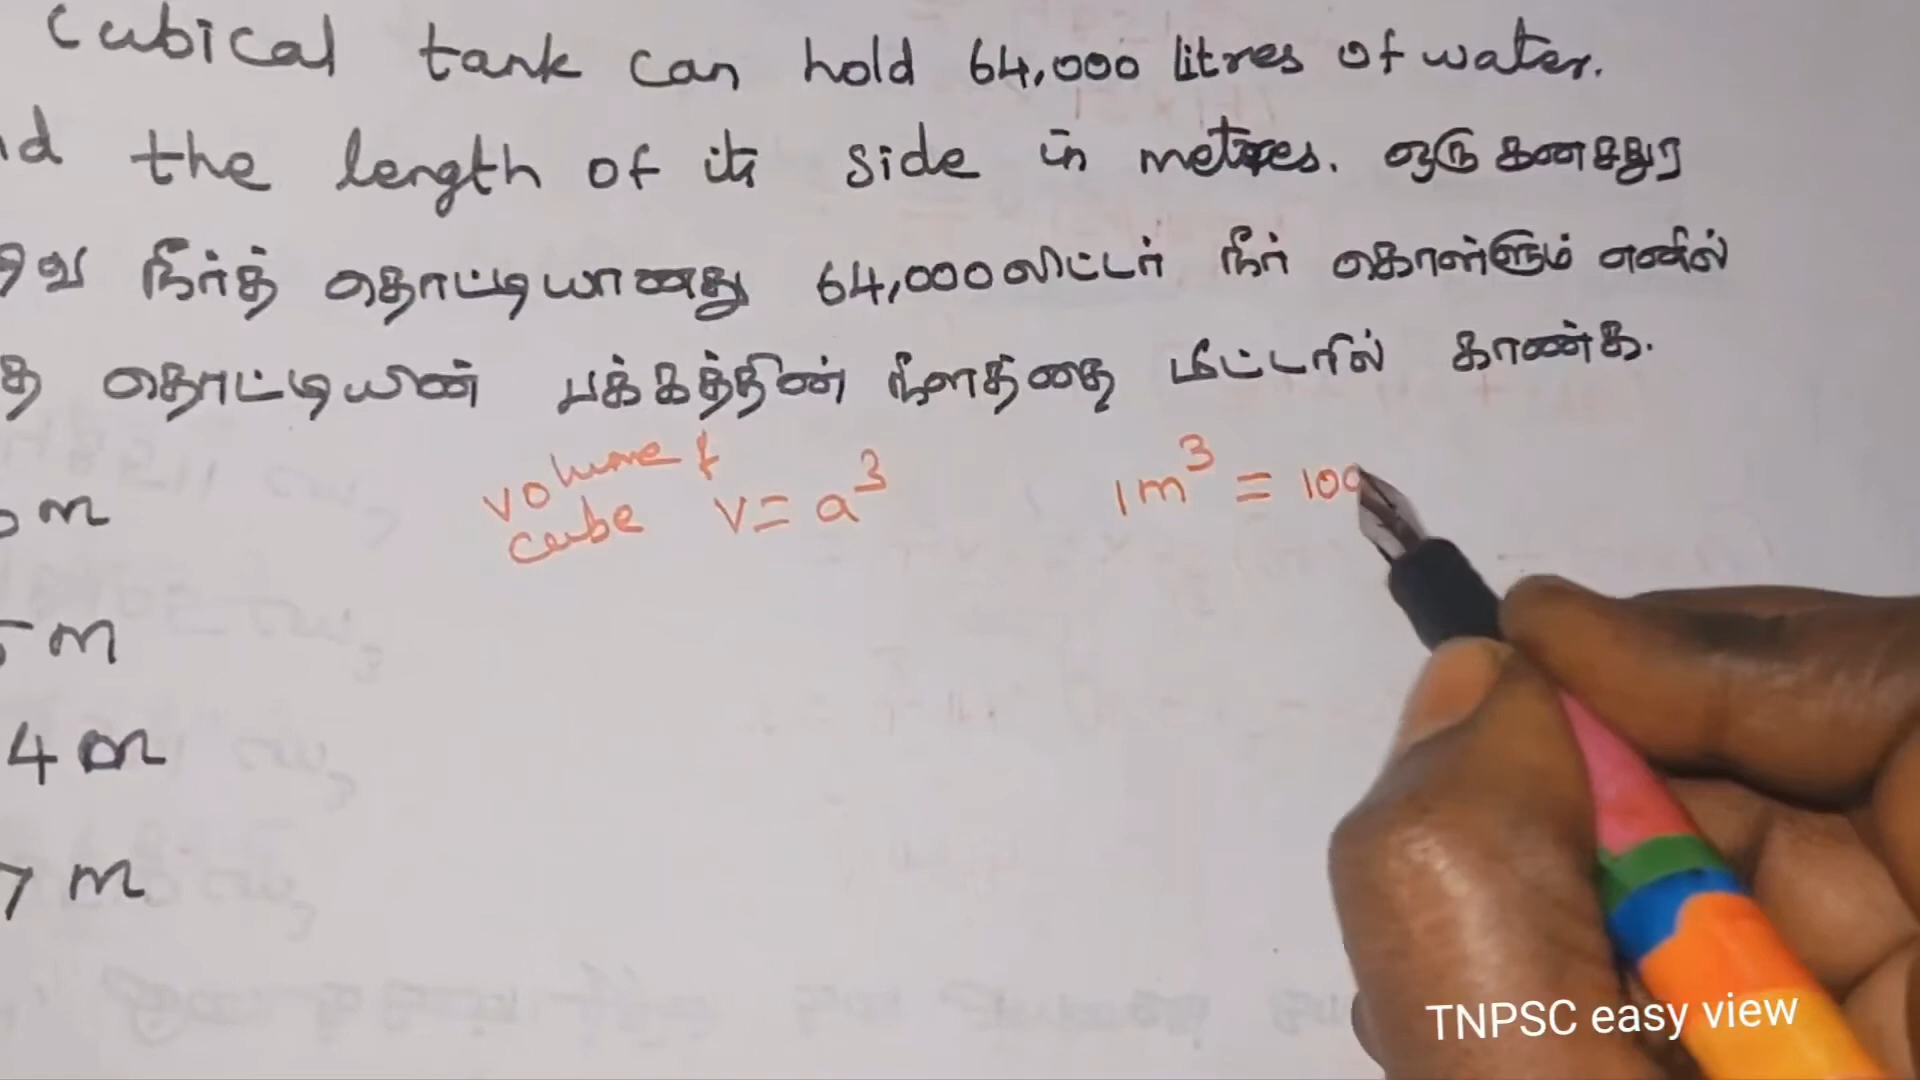 cubical tank can hold 64,000 litres of water.
the length of its side in metres. ஒரு கனசதுர
நீர்த் தொட்டியானது 64,000 லிட்டர் நீர் கொள்ளும் எனில்
தொட்டியின் பக்கத்தின் நீளத்தை மீட்டரில் காண்க.
volume of
cube V = a³
1m³ = 100
m
m
4 m
7 m
TNPSC easy view